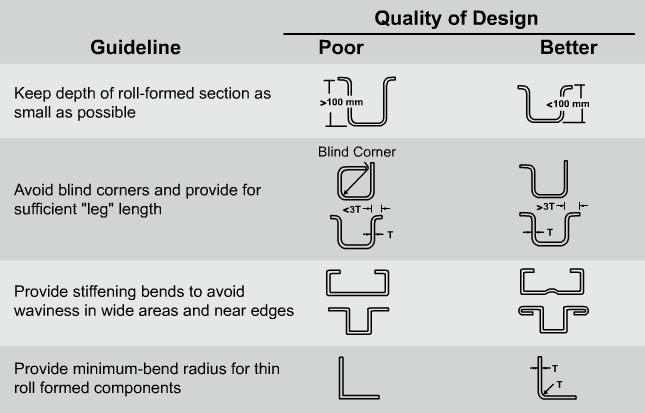 Quality of Design
Guideline
Poor
Better
Keep depth of roll-formed section as
small as possible
>100 mm
<100 mm
Avoid blind corners and provide for
sufficient "leg" length
Blind Corner
<3T
T
>3T
T
Provide stiffening bends to avoid
waviness in wide areas and near edges
Provide minimum-bend radius for thin
roll formed components
T
T